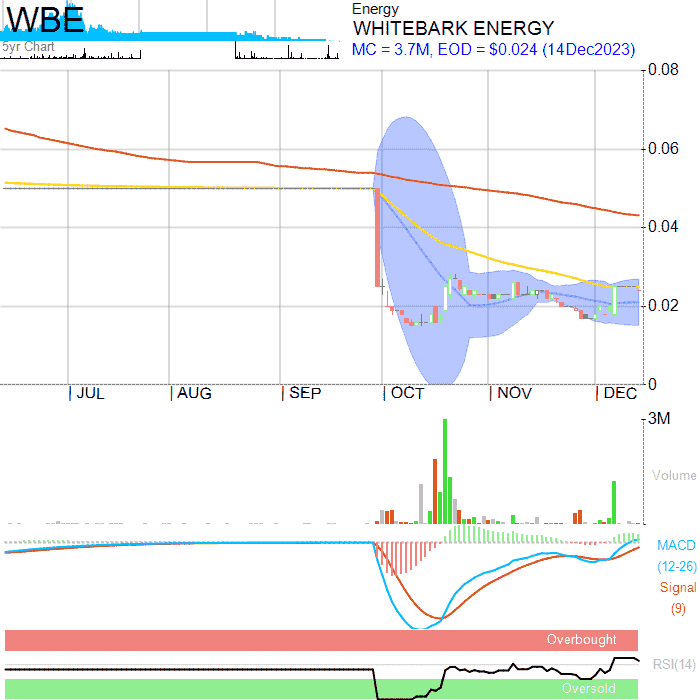 WBE
5yr Chart
Energy
WHITEBARK ENERGY
MC = 3.7M, EOD = $0.024 (14Dec2023)
0.08
0.06
0.04
0.02
0
JUL AUG SEP OCT NOV DEC
3M
Volume
MACD
(12-26)
Signal
(9)
Overbought
RSI(14)
Oversold